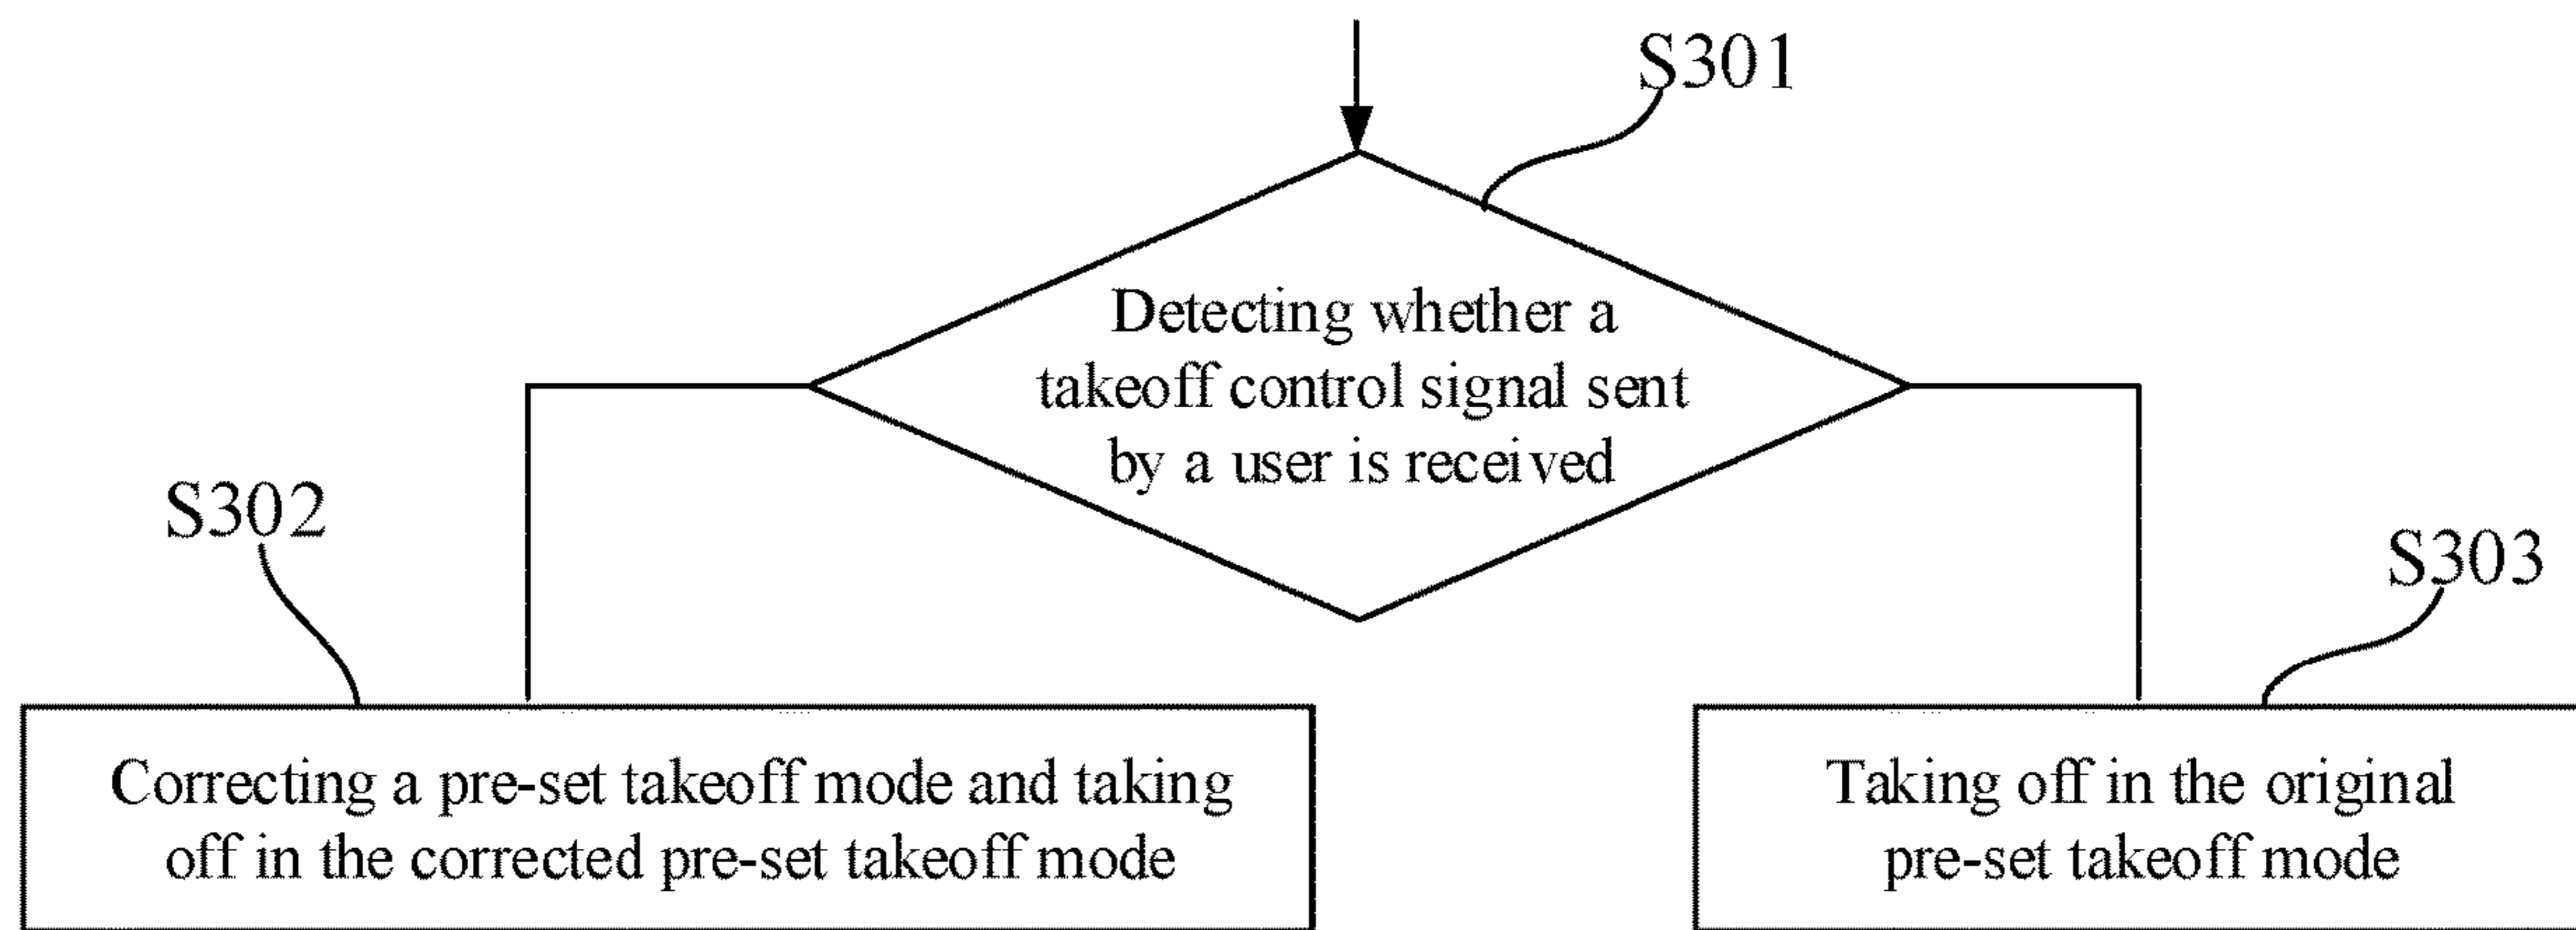 S301
Detecting whether a
takeoff control signal sent
by a user is received
S302
S303
Correcting a pre-set takeoff mode and taking
off in the corrected pre-set takeoff mode
Taking off in the original
pre-set takeoff mode